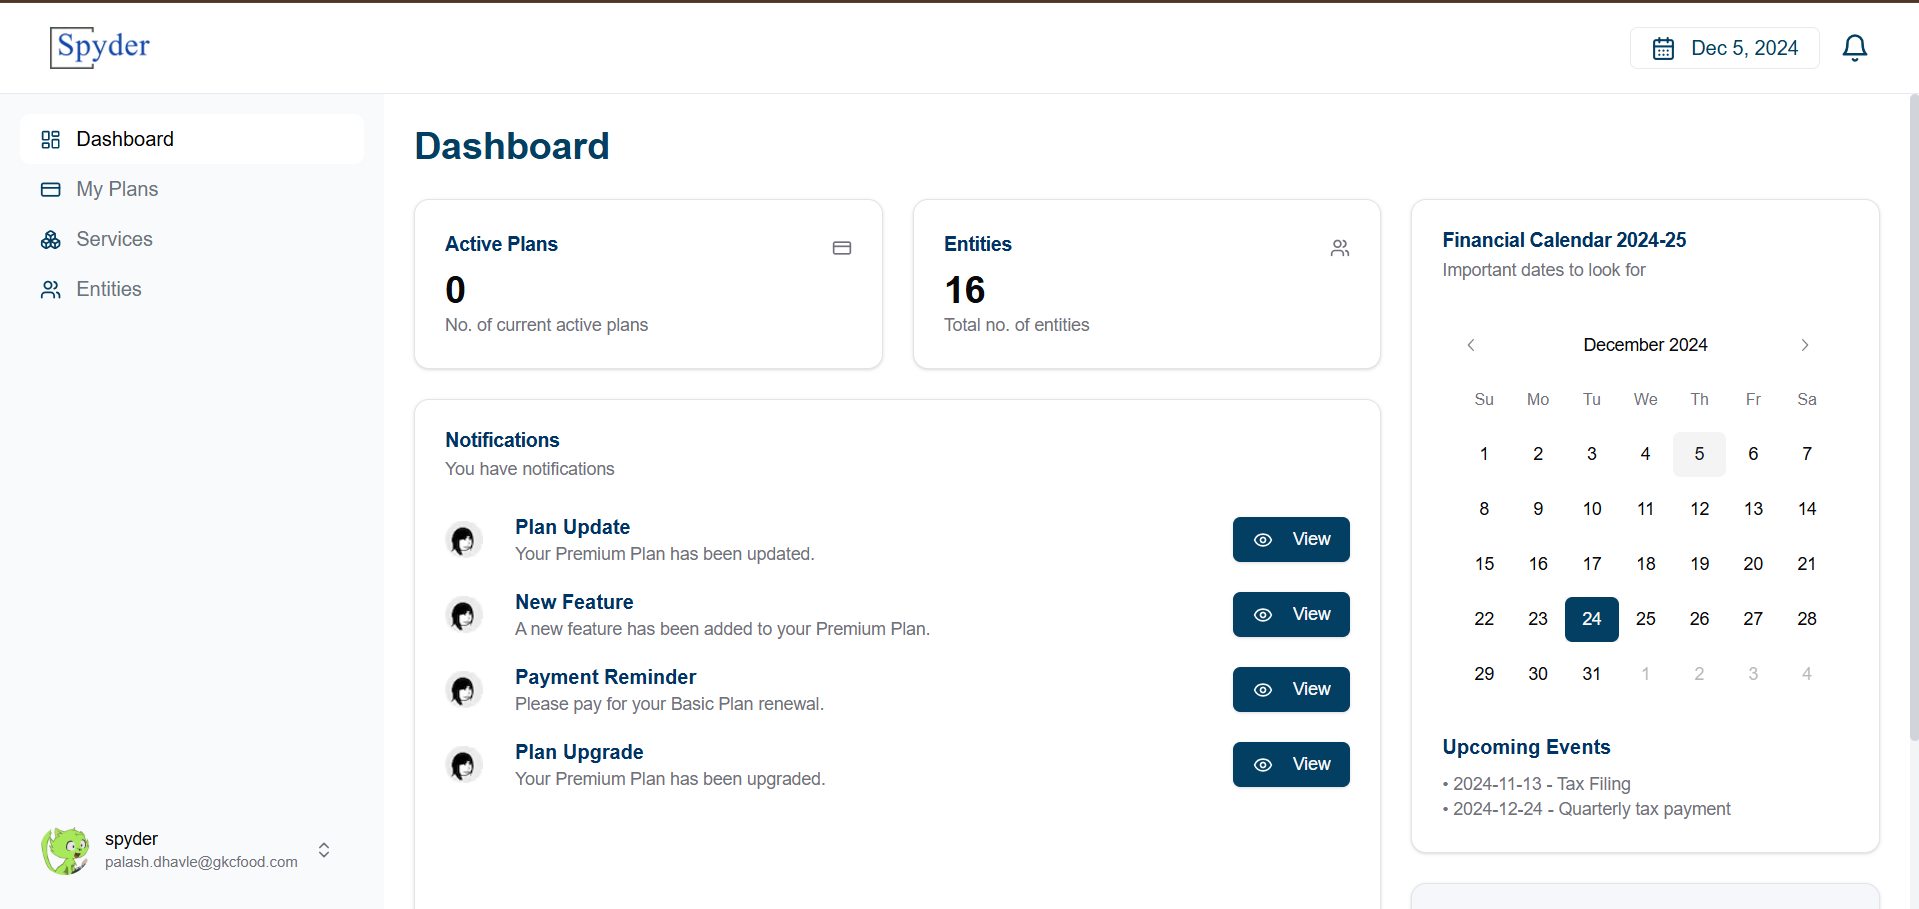 Spyder
Dec 5, 2024
Dashboard
My Plans
Services
Entities
spyder
palash.dhavle@gkcfood.com
Dashboard
Active Plans
0
No. of current active plans
Entities
16
Total no. of entities
Notifications
You have notifications
Plan Update
Your Premium Plan has been updated.
View
New Feature
A new feature has been added to your Premium Plan.
View
Payment Reminder
Please pay for your Basic Plan renewal.
View
Plan Upgrade
Your Premium Plan has been upgraded.
View
Financial Calendar 2024-25
Important dates to look for
December 2024
Su Mo Tu We Th Fr Sa
1 2 3 4 5 6 7
8 9 10 11 12 13 14
15 16 17 18 19 20 21
22 23 24 25 26 27 28
29 30 31 1 2 3 4
Upcoming Events
• 2024-11-13 - Tax Filing
• 2024-12-24 - Quarterly tax payment